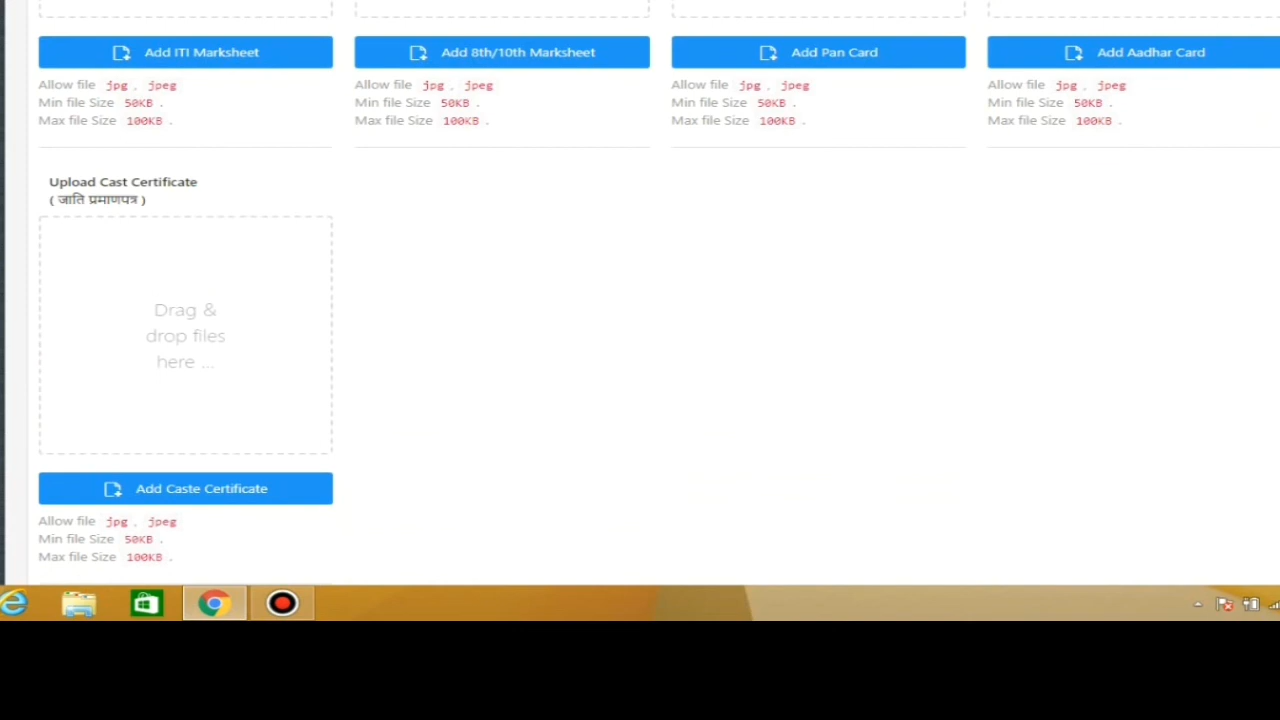 Add ITI Marksheet
Add 8th/10th Marksheet
Add Pan Card
Add Aadhar Card
Allow file jpg , jpeg
Min file Size 50KB .
Max file Size 100KB .
Allow file jpg , jpeg
Min file Size 50KB .
Max file Size 100KB .
Allow file jpg , jpeg
Min file Size 50KB .
Max file Size 100KB .
Allow file jpg , jpeg
Min file Size 50KB .
Max file Size 100KB .
Upload Cast Certificate
( जाति प्रमाणपत्र )
Drag &
drop files
here ...
Add Caste Certificate
Allow file jpg , jpeg
Min file Size 50KB .
Max file Size 100KB .